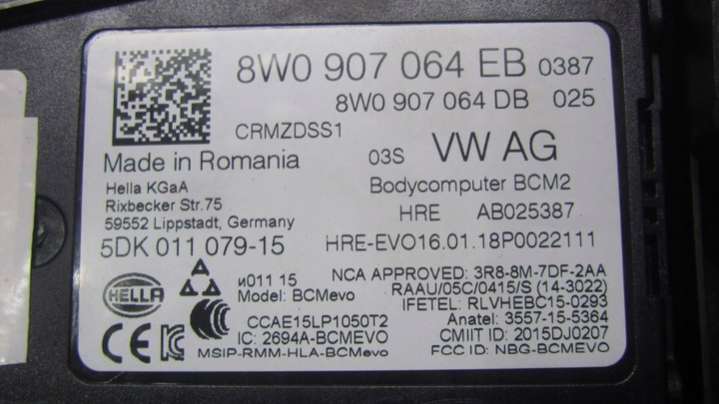 8W0 907 064 EB 0387
8W0 907 064 DB 025
CRMZDSS1
Made in Romania 03S VW AG
Hella KGaA Bodycomputer BCM2
Rixbecker Str.75
59552 Lippstadt, Germany HRE AB025387
5DK 011 079-15 HRE-EVO16.01.18P0022111
HELLA
и011 15
Model: BCMevo
NCA APPROVED: 3R8-8M-7DF-2AA
RAAU/05C/0415/S (14-3022)
IFETEL: RLVHEBC15-0293
CCAE15LP1050T2 Anatel: 3557-15-5364
CE IC: 2694A-BCMEVO CMIIT ID: 2015DJ0207
MSIP-RMM-HLA-BCMevo FCC ID: NBG-BCMEVO